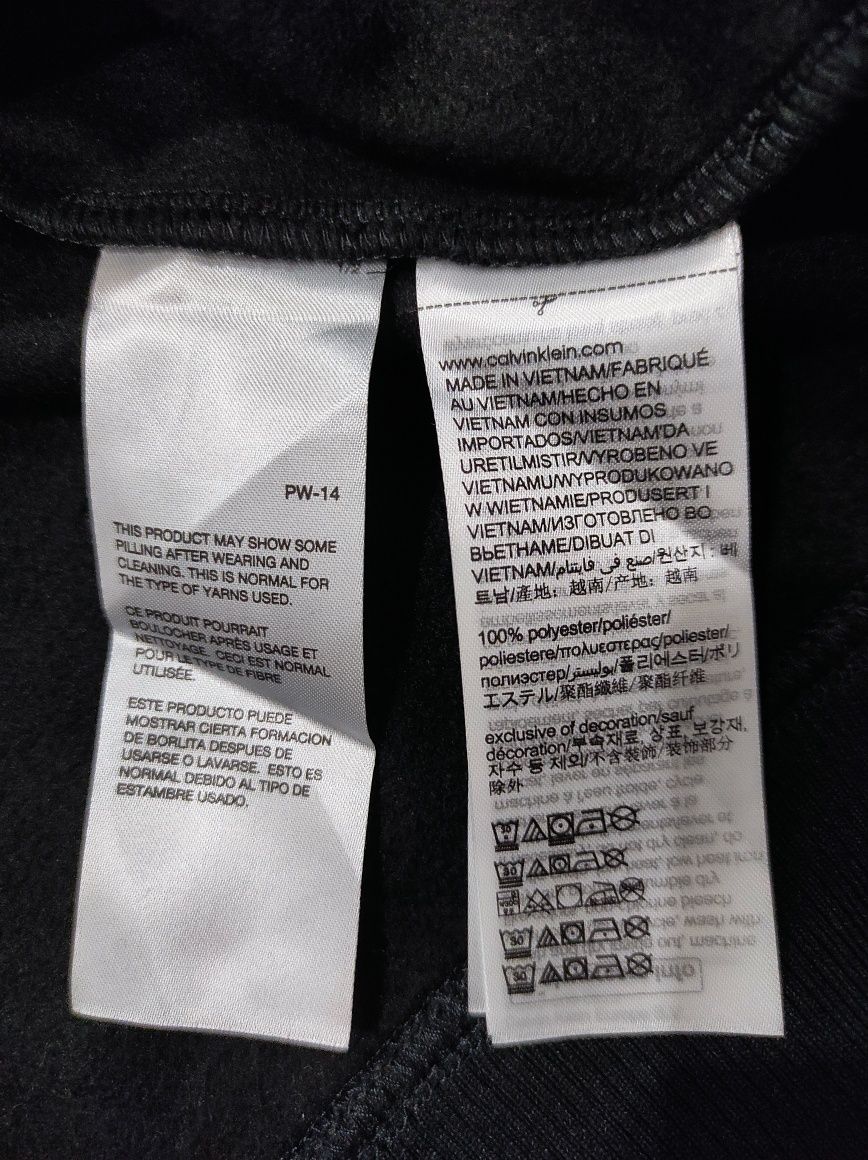 PW-14
THIS PRODUCT MAY SHOW SOME
PILLING AFTER WEARING AND
CLEANING. THIS IS NORMAL FOR
THE TYPE OF YARNS USED.
CE PRODUIT POURRAIT
BOULOCHER APRÈS USAGE ET
NETTOYAGE. CECI EST NORMAL
POUR LE TYPE DE FIBRE
UTILISÉE.
ESTE PRODUCTO PUEDE
MOSTRAR CIERTA FORMACION
DE BORLITA DESPUES DE
USARSE O LAVARSE. ESTO ES
NORMAL DEBIDO AL TIPO DE
ESTAMBRE USADO.
www.calvinklein.com
MADE IN VIETNAM/FABRIQUÉ
AU VIETNAM/HECHO EN
VIETNAM CON INSUMOS
IMPORTADOS/VIETNAM'DA
URETILMISTIR/VYROBENO VE
VIETNAMU/WYPRODUKOWANO
W WIETNAMIE/PRODUSERT I
VIETNAM/ИЗГОТОВЛЕНО ВО
ВЬЕТНАМЕ/DIBUAT DI
VIETNAM/صنع في فايتنام/원산지 : 베
트남/產地：越南/产地：越南
100% polyester/poliéster/
poliestere/πολυεστερας/poliester/
полиэстер/بوليستر/폴리에스터/ポリ
エステル/聚酯纖維/聚酯纤维
exclusive of decoration/sauf
décoration/부속재료, 상표, 보강재,
자수 등 제외/不含裝飾/装饰部分
除外